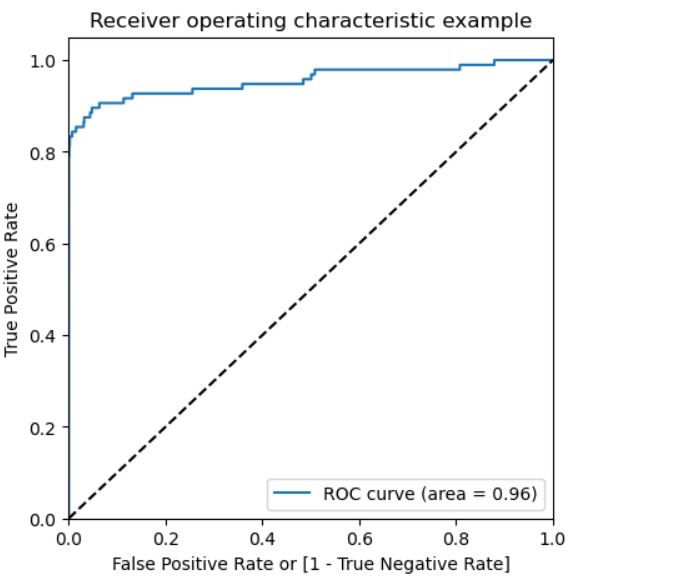 Receiver operating characteristic example
1.0
0.8
0.6
0.4
0.2
0.0
True Positive Rate
ROC curve (area = 0.96)
0.0 0.2 0.4 0.6 0.8 1.0
False Positive Rate or [1 - True Negative Rate]